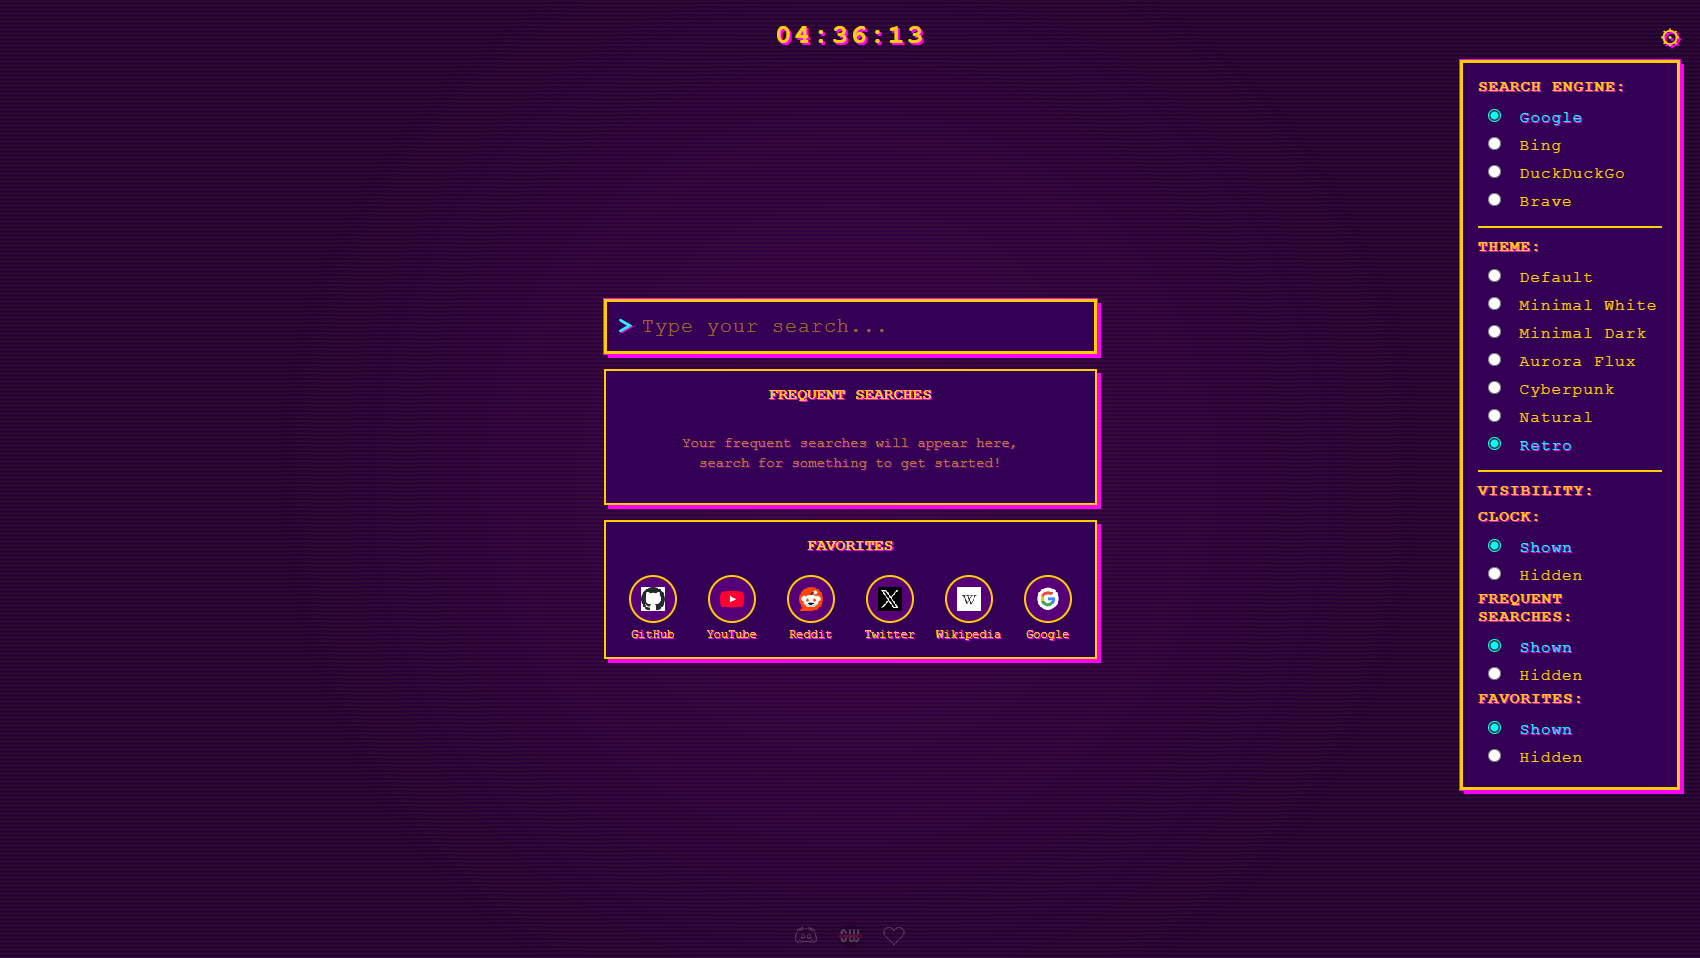 04:36:13
SEARCH ENGINE:
Google
Bing
DuckDuckGo
Brave
THEME:
Default
Minimal White
Minimal Dark
Aurora Flux
Cyberpunk
Natural
Retro
VISIBILITY:
CLOCK:
Shown
Hidden
FREQUENT
SEARCHES:
Shown
Hidden
FAVORITES:
Shown
Hidden
> Type your search...
FREQUENT SEARCHES
Your frequent searches will appear here,
search for something to get started!
FAVORITES
W
GitHub YouTube Reddit Twitter Wikipedia Google